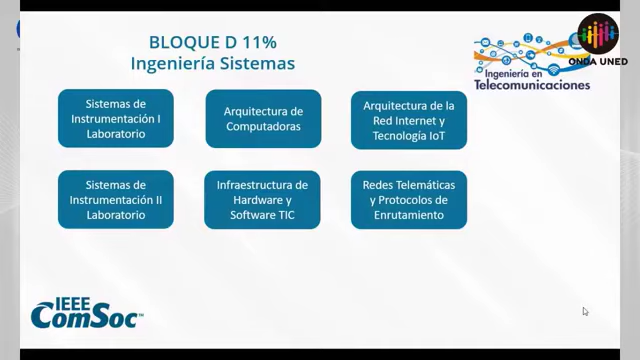 BLOQUE D 11%
Ingeniería Sistemas
ONDA UNED
Ingeniería en
Telecomunicaciones
Sistemas de
Instrumentación I
Laboratorio
Arquitectura de
Computadoras
Arquitectura de la
Red Internet y
Tecnología IoT
Sistemas de
Instrumentación II
Laboratorio
Infraestructura de
Hardware y
Software TIC
Redes Telemáticas
y Protocolos de
Enrutamiento
IEEE
ComSoc™